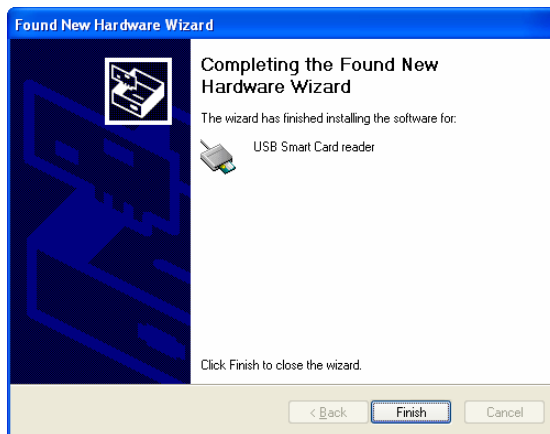 Found New Hardware Wizard
Completing the Found New
Hardware Wizard
The wizard has finished installing the software for:
USB Smart Card reader
Click Finish to close the wizard.
< Back
Finish
Cancel